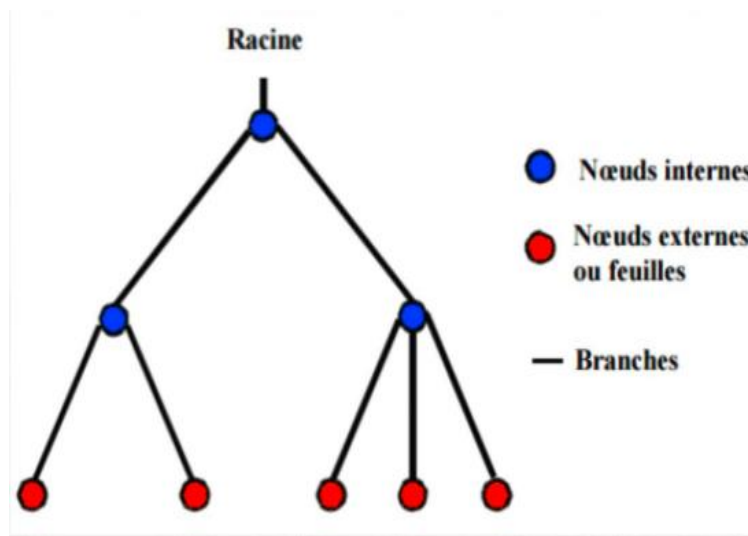 Racine
Nœuds internes
Nœuds externes
ou feuilles
Branches